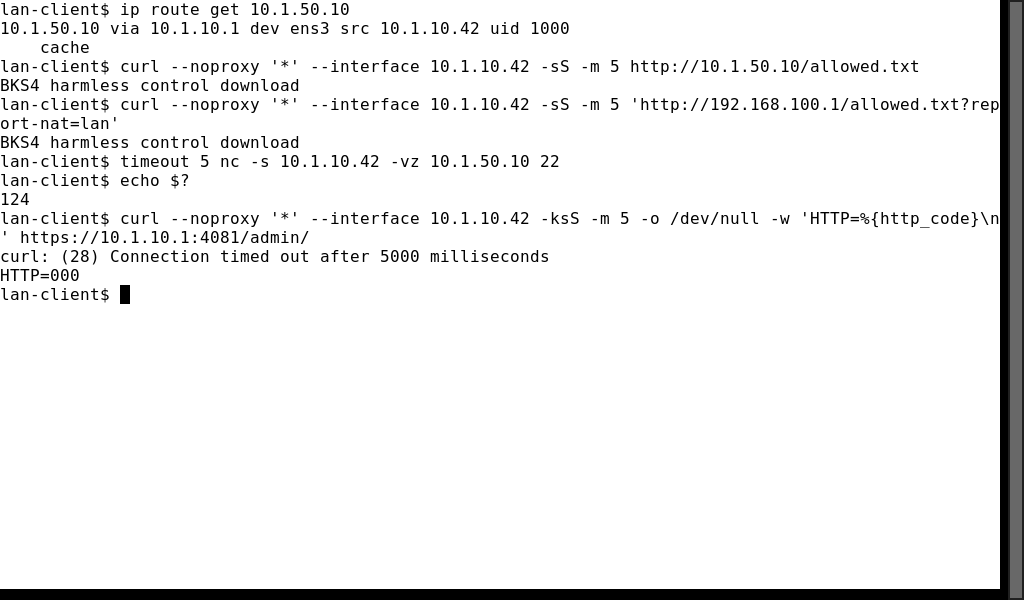 lan-client$ ip route get 10.1.50.10
10.1.50.10 via 10.1.10.1 dev ens3 src 10.1.10.42 uid 1000
    cache
lan-client$ curl --noproxy '*' --interface 10.1.10.42 -sS -m 5 http://10.1.50.10/allowed.txt
BKS4 harmless control download
lan-client$ curl --noproxy '*' --interface 10.1.10.42 -sS -m 5 'http://192.168.100.1/allowed.txt?rep
ort-nat=lan'
BKS4 harmless control download
lan-client$ timeout 5 nc -s 10.1.10.42 -vz 10.1.50.10 22
lan-client$ echo $?
124
lan-client$ curl --noproxy '*' --interface 10.1.10.42 -ksS -m 5 -o /dev/null -w 'HTTP=%{http_code}\n
' https://10.1.10.1:4081/admin/
curl: (28) Connection timed out after 5000 milliseconds
HTTP=000
lan-client$